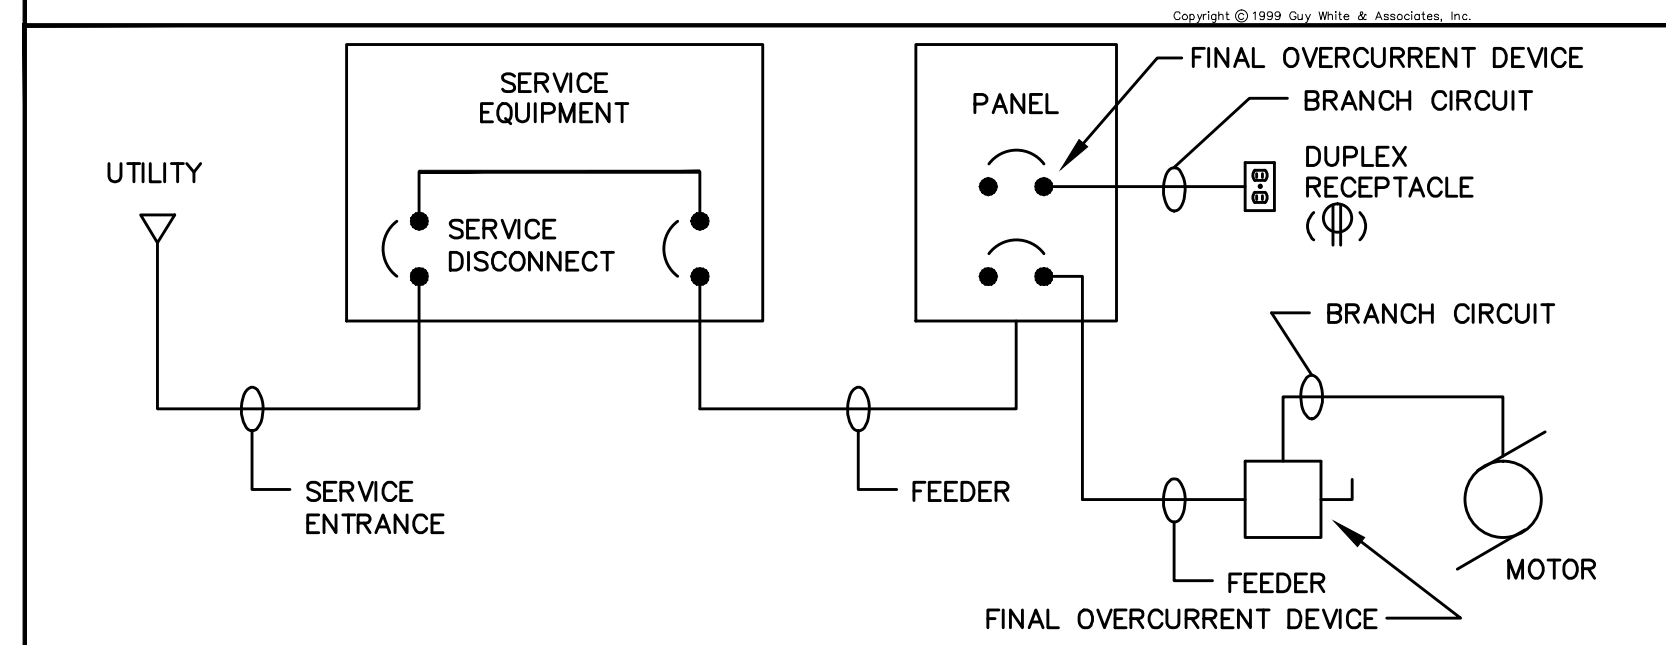 Copyright © 1999 Guy White & Associates, Inc.
SERVICE
EQUIPMENT
PANEL
FINAL OVERCURRENT DEVICE
BRANCH CIRCUIT
UTILITY
DUPLEX
RECEPTACLE
SERVICE
DISCONNECT
BRANCH CIRCUIT
SERVICE
ENTRANCE
FEEDER
FEEDER
MOTOR
FINAL OVERCURRENT DEVICE